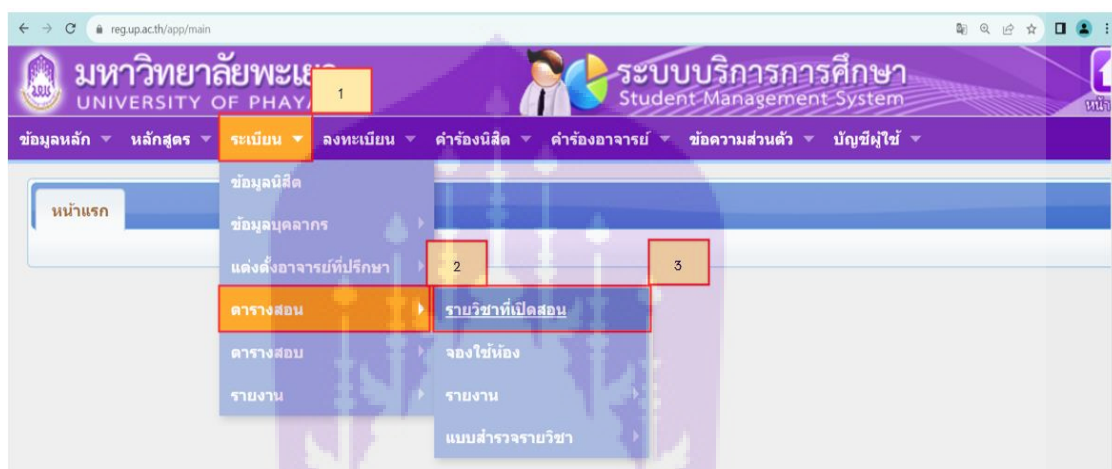 reg.up.ac.th/app/main
มหาวิทยาลัยพะเยา
UNIVERSITY OF PHAYA
ระบบบริการการศึกษา
Student Management System
1
ข้อมูลหลัก หลักสูตร ระเบียน ลงทะเบียน คำร้องนิสิต คำร้องอาจารย์ ข้อความส่วนตัว บัญชีผู้ใช้
หน้าแรก
ข้อมูลนิสิต
ข้อมูลบุคลากร
แต่งตั้งอาจารย์ที่ปรึกษา
2
3
ตารางสอน
รายวิชาที่เปิดสอน
ตารางสอบ
จองใช้ห้อง
รายงาน
รายงาน
แบบสำรวจรายวิชา